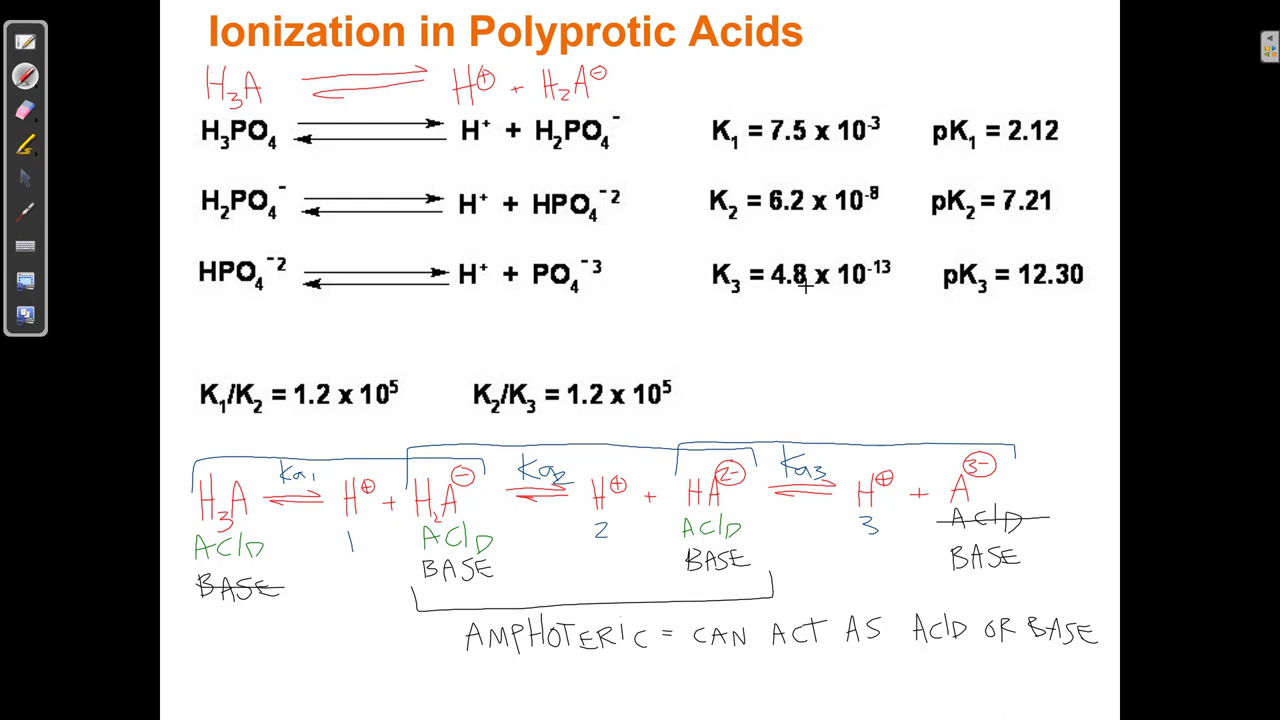 Ionization in Polyprotic Acids
H₃A ⇌ H⊕ + H₂A⊖
H₃PO₄ ⇌ H⁺ + H₂PO₄⁻ K₁ = 7.5 x 10⁻³ pK₁ = 2.12
H₂PO₄⁻ ⇌ H⁺ + HPO₄⁻² K₂ = 6.2 x 10⁻⁸ pK₂ = 7.21
HPO₄⁻² ⇌ H⁺ + PO₄⁻³ K₃ = 4.8 x 10⁻¹³ pK₃ = 12.30
K₁/K₂ = 1.2 x 10⁵ K₂/K₃ = 1.2 x 10⁵
Ka₁ Ka₂ Ka₃
H₃A ⇌ H⊕ + H₂A⊖ ⇌ H⊕ + HA²⁻ ⇌ H⊕ + A³⁻
ACID 1 ACID 2 ACID 3 ACID
BASE BASE BASE BASE
AMPHOTERIC = CAN ACT AS ACID OR BASE